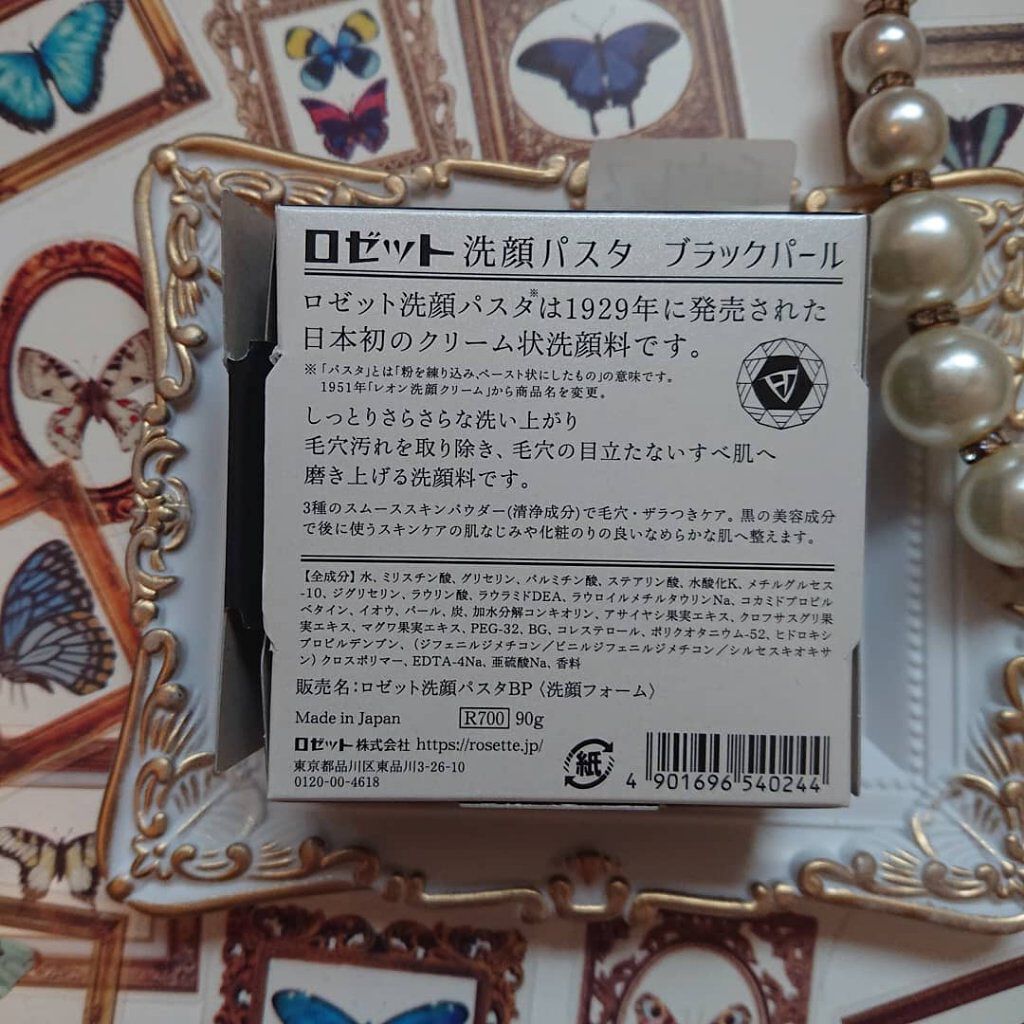 ロゼット 洗顔パスタ ブラックパール
ロゼット洗顔パスタ※は1929年に発売された
日本初のクリーム状洗顔料です。
※「パスタ」とは「粉を練り込み、ペースト状にしたもの」の意味です。
1951年「レオン洗顔クリーム」から商品名を変更。
しっとりさらさらな洗い上がり
毛穴汚れを取り除き、毛穴の目立たないすべ肌へ
磨き上げる洗顔料です。
3種のスムーススキンパウダー(清浄成分)で毛穴・ザラつきケア。黒の美容成分
で後に使うスキンケアの肌なじみや化粧のりの良いなめらかな肌へ整えます。
【全成分】水、ミリスチン酸、グリセリン、パルミチン酸、ステアリン酸、水酸化K、メチルグルセス
-10、ジグリセリン、ラウリン酸、ラウラミドDEA、ラウロイルメチルタウリンNa、コカミドプロピル
ベタイン、イオウ、パール、炭、加水分解コンキオリン、アサイヤシ果実エキス、クロフサスグリ果
実エキス、マグワ果実エキス、PEG-32、BG、コレステロール、ポリクオタニウム-52、ヒドロキシ
プロピルデンプン、(ジフェニルジメチコン/ビニルジフェニルジメチコン/シルセスキオキサ
ン)クロスポリマー、EDTA-4Na、亜硫酸Na、香料
販売名:ロゼット洗顔パスタBP〈洗顔フォーム〉
Made in Japan R700 90g
ロゼット株式会社 https://rosette.jp/
東京都品川区東品川3-26-10
0120-00-4618
紙
4 901696 540244